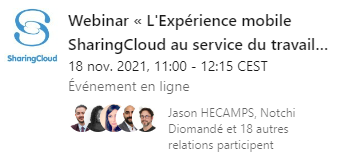 SharingCloud
Webinar « L'Expérience mobile
SharingCloud au service du travail...
18 nov. 2021, 11:00 - 12:15 CEST
Événement en ligne
Jason HECAMPS, Notchi
Diomandé et 18 autres
relations participent